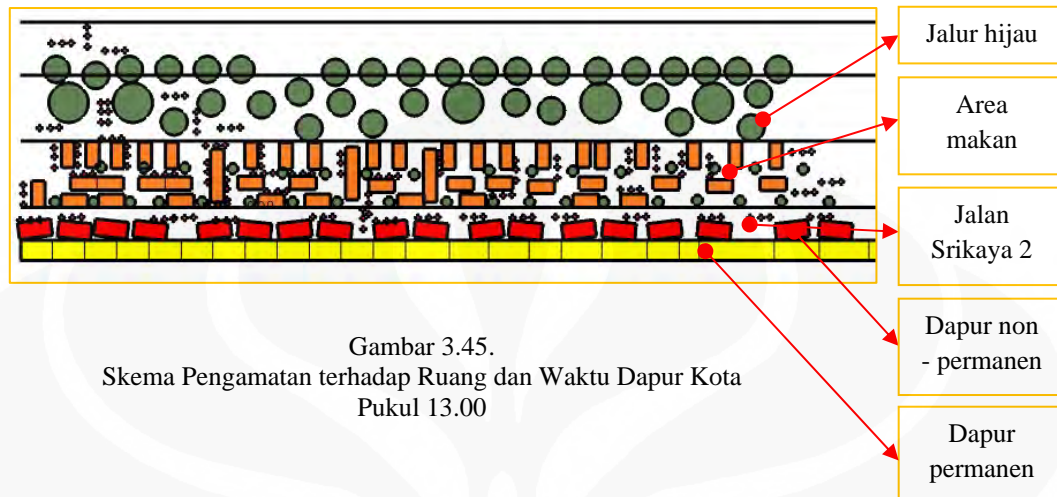 Jalur hijau
Area
makan
Jalan
Srikaya 2
Dapur non
- permanen
Dapur
permanen
Gambar 3.45.
Skema Pengamatan terhadap Ruang dan Waktu Dapur Kota
Pukul 13.00